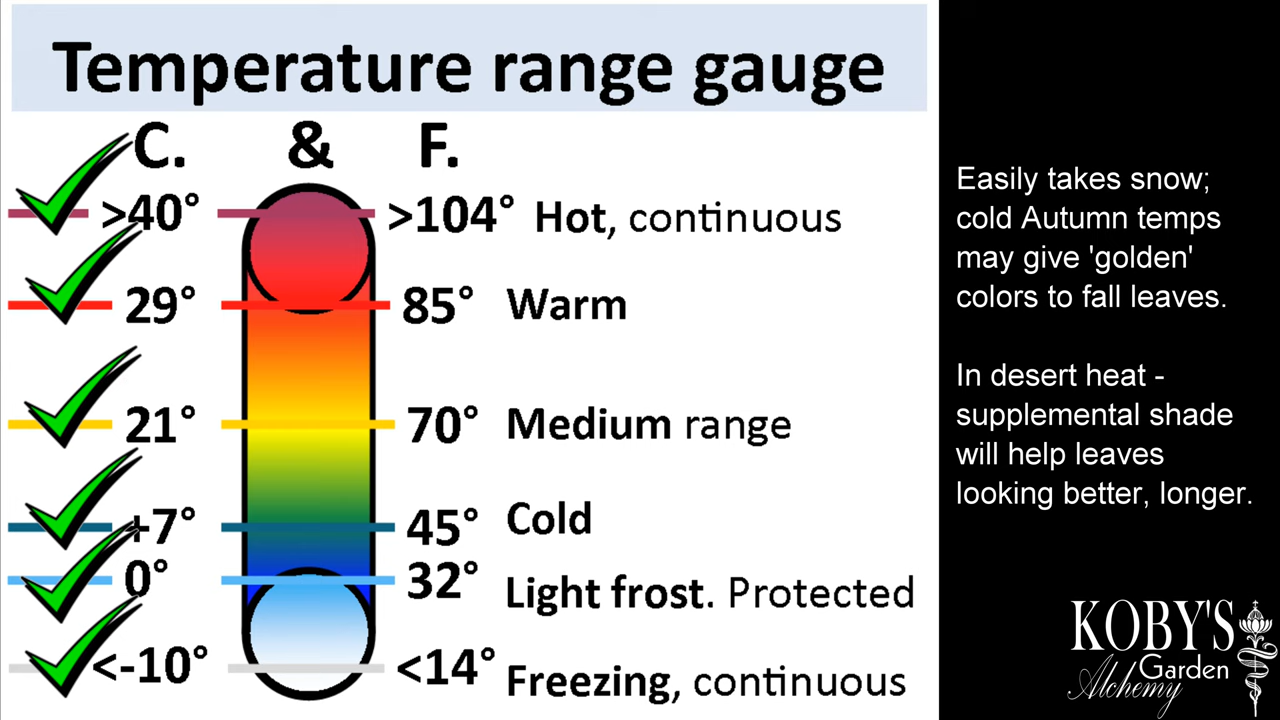 Temperature range gauge
C. & F.
>40° >104° Hot, continuous
29° 85° Warm
21° 70° Medium range
+7° 45° Cold
0° 32° Light frost. Protected
<-10° <14° Freezing, continuous
Easily takes snow;
cold Autumn temps
may give 'golden'
colors to fall leaves.
In desert heat -
supplemental shade
will help leaves
looking better, longer.
KOBY'S
Garden
Alchemy